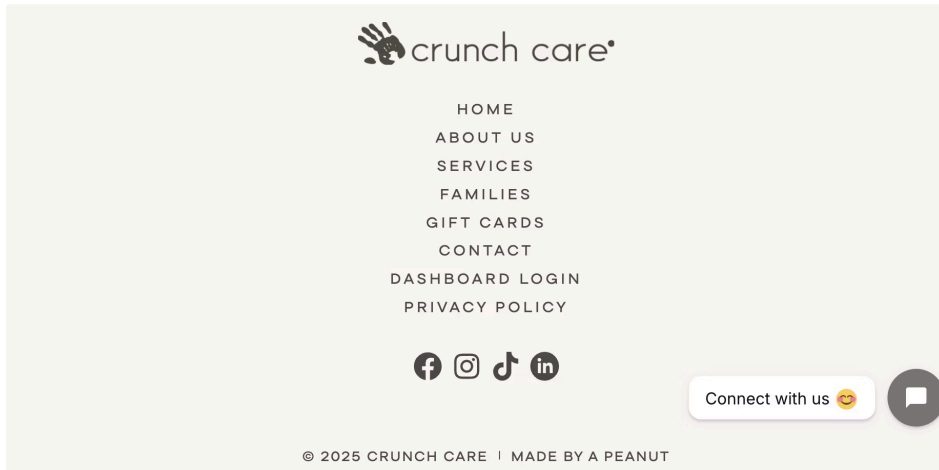 crunch care
HOME
ABOUT US
SERVICES
FAMILIES
GIFT CARDS
CONTACT
DASHBOARD LOGIN
PRIVACY POLICY
in
Connect with us 😊
© 2025 CRUNCH CARE | MADE BY A PEANUT